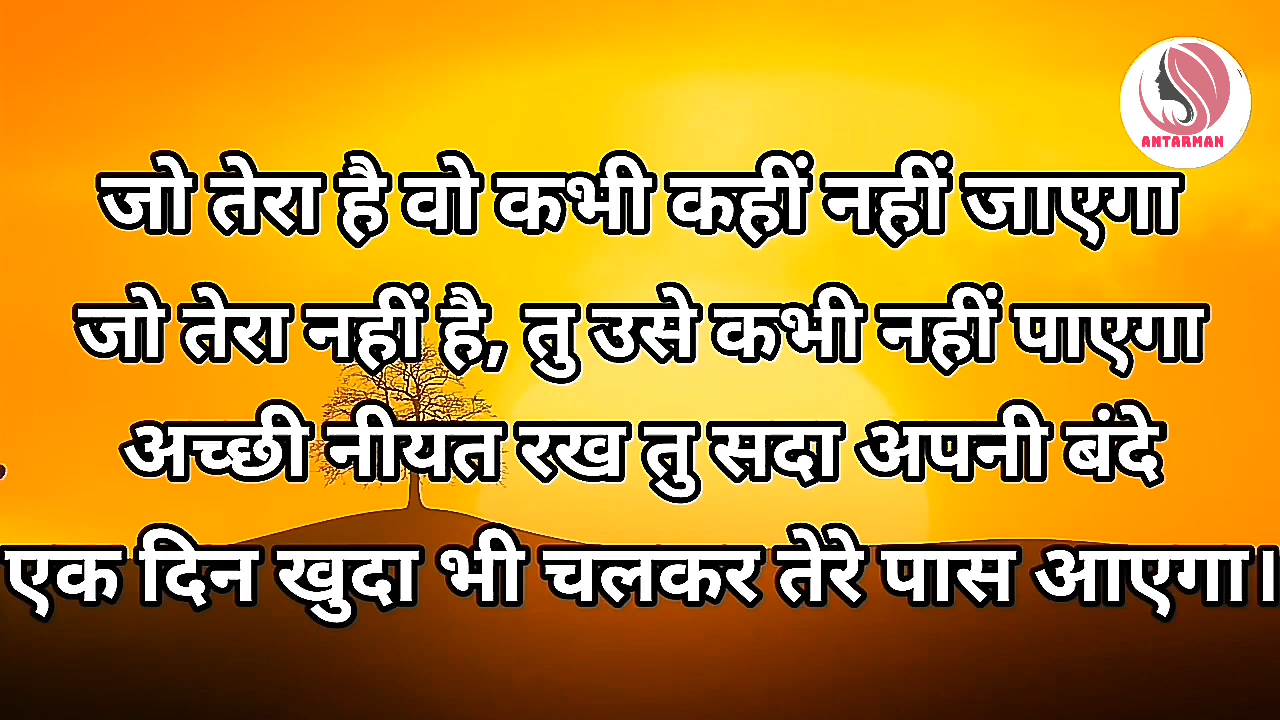 ANTARMAN
जो तेरा है वो कभी कहीं नहीं जाएगा
जो तेरा नहीं है, तु उसे कभी नहीं पाएगा
अच्छी नीयत रख तु सदा अपनी बंदे
एक दिन खुदा भी चलकर तेरे पास आएगा।